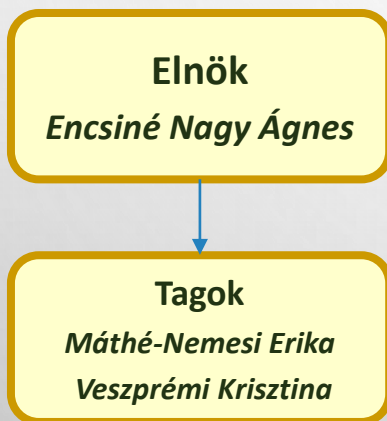 Elnök
Encsiné Nagy Ágnes
Tagok
Máthé-Nemesi Erika
Veszprémi Krisztina